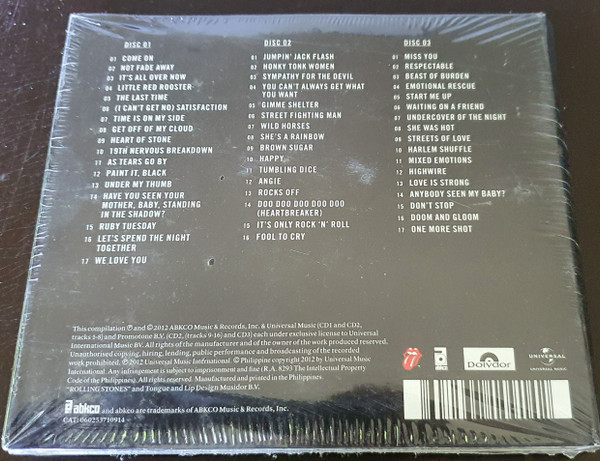 DISC 01
01 COME ON
02 NOT FADE AWAY
03 IT'S ALL OVER NOW
04 LITTLE RED ROOSTER
05 THE LAST TIME
06 (I CAN'T GET NO) SATISFACTION
07 TIME IS ON MY SIDE
08 GET OFF OF MY CLOUD
09 HEART OF STONE
10 19TH NERVOUS BREAKDOWN
11 AS TEARS GO BY
12 PAINT IT, BLACK
13 UNDER MY THUMB
14 HAVE YOU SEEN YOUR
MOTHER, BABY, STANDING
IN THE SHADOW?
15 RUBY TUESDAY
16 LET'S SPEND THE NIGHT
TOGETHER
17 WE LOVE YOU
DISC 02
01 JUMPIN' JACK FLASH
02 HONKY TONK WOMEN
03 SYMPATHY FOR THE DEVIL
04 YOU CAN'T ALWAYS GET WHAT
YOU WANT
05 GIMME SHELTER
06 STREET FIGHTING MAN
07 WILD HORSES
08 SHE'S A RAINBOW
09 BROWN SUGAR
10 HAPPY
11 TUMBLING DICE
12 ANGIE
13 ROCKS OFF
14 DOO DOO DOO DOO DOO
(HEARTBREAKER)
15 IT'S ONLY ROCK 'N' ROLL
16 FOOL TO CRY
DISC 03
01 MISS YOU
02 RESPECTABLE
03 BEAST OF BURDEN
04 EMOTIONAL RESCUE
05 START ME UP
06 WAITING ON A FRIEND
07 UNDERCOVER OF THE NIGHT
08 SHE WAS HOT
09 STREETS OF LOVE
10 HARLEM SHUFFLE
11 MIXED EMOTIONS
12 HIGHWIRE
13 LOVE IS STRONG
14 ANYBODY SEEN MY BABY?
15 DON'T STOP
16 DOOM AND GLOOM
17 ONE MORE SHOT
This compilation ℗ and © 2012 ABKCO Music & Records, Inc. & Universal Music (CD1 and CD2,
(tracks 1-8) and Promotone B.V. (CD2, (tracks 9-16) and CD3) each under exclusive license to Universal
International Music BV. All rights of the manufacturer and of the owner of the work produced reserved.
Unauthorised copying, hiring, lending, public performance and broadcasting of the recorded
work prohibited. © 2012 Universal Music International. © Philippine copyright 2012 by Universal Music
International. Any infringement is subject to imprisonment and fine (R.A. 8293 The Intellectual Property
Code of the Philippines). All rights reserved. Manufactured and printed in the Philippines.
"ROLLING STONES" and Tongue and Lip Design Musidor B.V.
abkco
Polydor
UNIVERSAL
UNIVERSAL MUSIC
abkco and abkco are trademarks of ABKCO Music & Records, Inc.
CAT: 060253710914